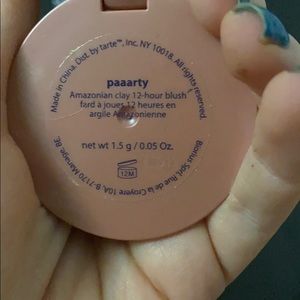 Made in China. Dist. by tarte™, inc. NY 10018. All rights reserved.
paaarty
Amazonian clay 12-hour blush
fard à joues 12 heures en
argile Amazonienne
net wt 1.5 g / 0.05 Oz.
12M
Bionius Sprl. Rue de la Croyere 10A, B-7170 Manage BE.